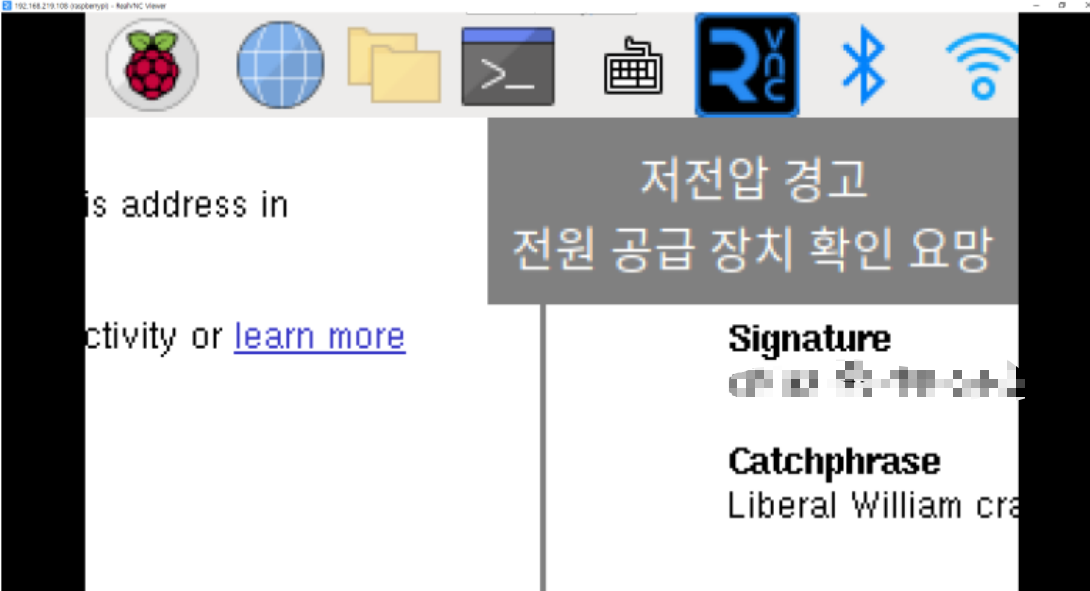 192.168.219.108 (raspberrypi) - RealVNC Viewer
>_
VNC
저전압 경고
전원 공급 장치 확인 요망
is address in
ctivity or learn more
Signature
Catchphrase
Liberal William cra